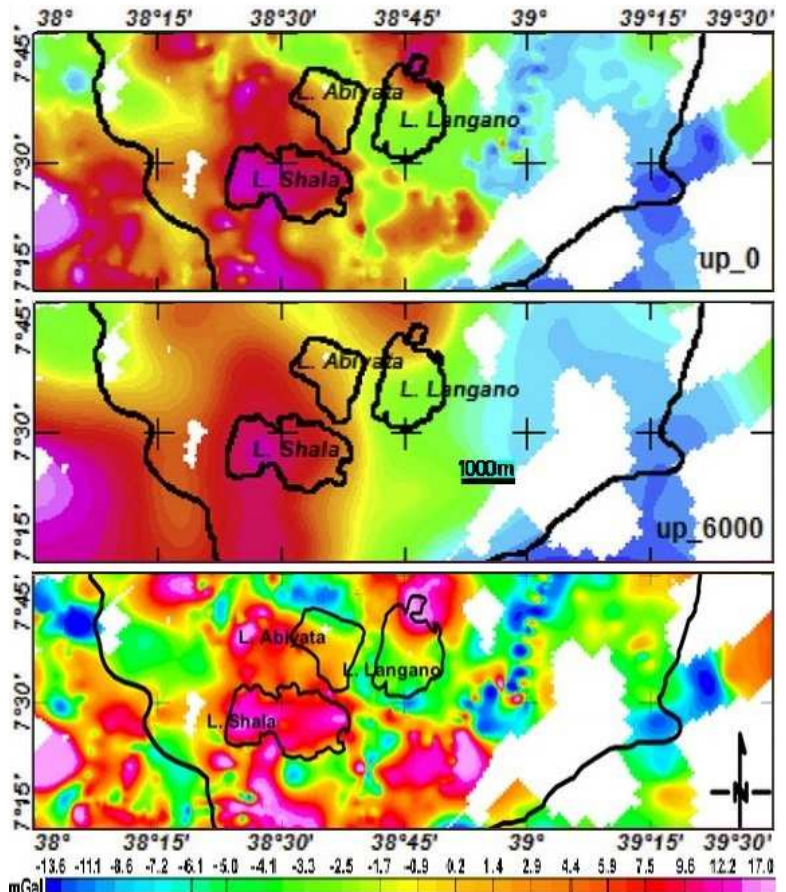 38° 38°15' 38°30' 38°45' 39° 39°15' 39°30'
7°45'
L. Abiyata
L. Langano
7°30'
L. Shala
7°15'
up_0
7°45'
L. Abiyata
L. Langano
7°30'
L. Shala
1000m
7°15'
up_6000
7°45'
L. Abiyata
L. Langano
7°30'
L. Shala
7°15'
N
38° 38°15' 38°30' 38°45' 39° 39°15' 39°30'
-13.6 -11.1 -8.6 -7.2 -6.1 -5.0 -4.1 -3.3 -2.5 -1.7 -0.9 0.2 1.4 2.9 4.4 5.9 7.5 9.6 12.2 17.0
mGal